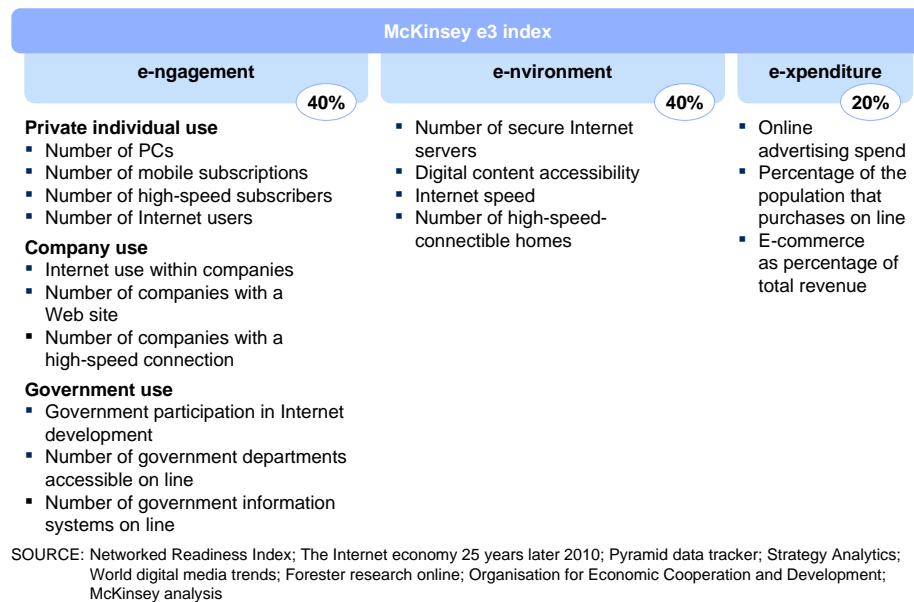 McKinsey e3 index
e-ngagement
40%
Private individual use
▪ Number of PCs
▪ Number of mobile subscriptions
▪ Number of high-speed subscribers
▪ Number of Internet users
Company use
▪ Internet use within companies
▪ Number of companies with a
Web site
▪ Number of companies with a
high-speed connection
Government use
▪ Government participation in Internet
development
▪ Number of government departments
accessible on line
▪ Number of government information
systems on line
e-nvironment
40%
▪ Number of secure Internet
servers
▪ Digital content accessibility
▪ Internet speed
▪ Number of high-speed-
connectible homes
e-xpenditure
20%
▪ Online
advertising spend
▪ Percentage of the
population that
purchases on line
▪ E-commerce
as percentage of
total revenue
SOURCE: Networked Readiness Index; The Internet economy 25 years later 2010; Pyramid data tracker; Strategy Analytics;
World digital media trends; Forester research online; Organisation for Economic Cooperation and Development;
McKinsey analysis